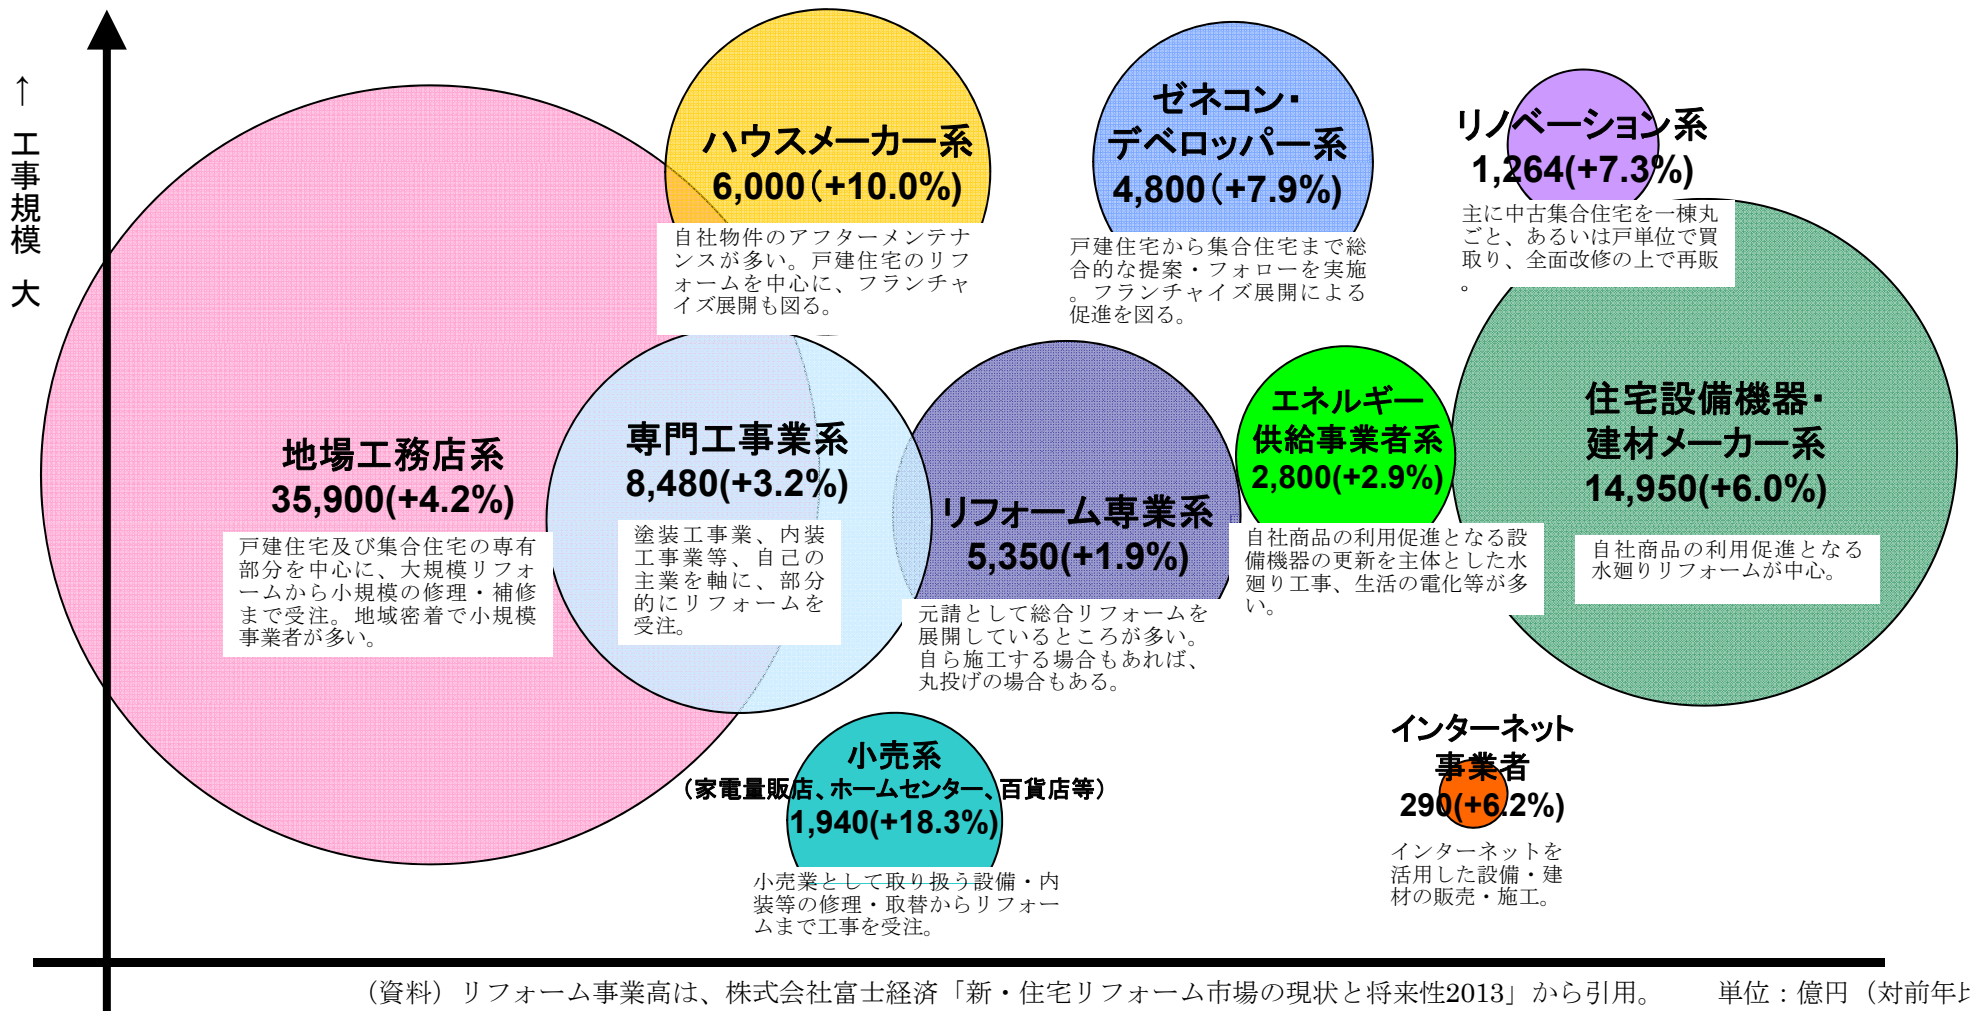 ↑ 工事規模 大
ハウスメーカー系
6,000(+10.0%)
自社物件のアフターメンテナ
ンスが多い。戸建住宅のリフ
ォームを中心に、フランチャ
イズ展開も図る。
ゼネコン・
デベロッパー系
4,800(+7.9%)
戸建住宅から集合住宅まで総
合的な提案・フォローを実施
。フランチャイズ展開による
促進を図る。
リノベーション系
1,264(+7.3%)
主に中古集合住宅を一棟丸
ごと、あるいは戸単位で買
取り、全面改修の上で再販
。
地場工務店系
35,900(+4.2%)
戸建住宅及び集合住宅の専有
部分を中心に、大規模リフォ
ームから小規模の修理・補修
まで受注。地域密着で小規模
事業者が多い。
専門工事業系
8,480(+3.2%)
塗装工事業、内装
工事業等、自己の
主業を軸に、部分
的にリフォームを
受注。
リフォーム専業系
5,350(+1.9%)
元請として総合リフォームを
展開しているところが多い。
自ら施工する場合もあれば、
丸投げの場合もある。
エネルギー
供給事業者系
2,800(+2.9%)
自社商品の利用促進となる設
備機器の更新を主体とした水
廻り工事、生活の電化等が多
い。
住宅設備機器・
建材メーカー系
14,950(+6.0%)
自社商品の利用促進となる
水廻りリフォームが中心。
小売系
(家電量販店、ホームセンター、百貨店等)
1,940(+18.3%)
小売業として取り扱う設備・内
装等の修理・取替からリフォー
ムまで工事を受注。
インターネット
事業者
290(+6.2%)
インターネットを
活用した設備・建
材の販売・施工。
(資料)リフォーム事業高は、株式会社富士経済「新・住宅リフォーム市場の現状と将来性2013」から引用。 単位:億円(対前年